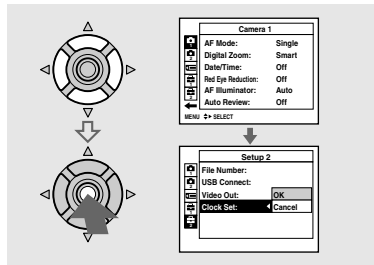 Camera 1
AF Mode: Single
Digital Zoom: Smart
Date/Time: Off
Red Eye Reduction: Off
AF Illuminator: Auto
Auto Review: Off
MENU SELECT
Setup 2
File Number:
USB Connect:
Video Out: OK
Clock Set: Cancel